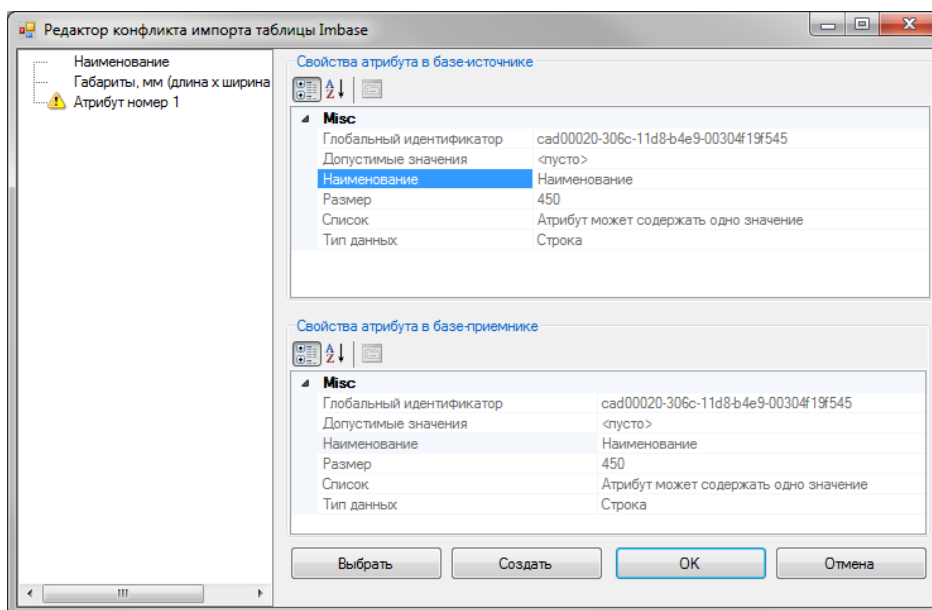 Редактор конфликта импорта таблицы Imbase
Наименование
Габариты, мм (длина х ширина
Атрибут номер 1
Свойства атрибута в базе-источнике
Misc
Глобальный идентификатор cad00020-306c-11d8-b4e9-00304f19f545
Допустимые значения <пусто>
Наименование Наименование
Размер 450
Список Атрибут может содержать одно значение
Тип данных Строка
Свойства атрибута в базе-приемнике
Misc
Глобальный идентификатор cad00020-306c-11d8-b4e9-00304f19f545
Допустимые значения <пусто>
Наименование Наименование
Размер 450
Список Атрибут может содержать одно значение
Тип данных Строка
Выбрать Создать OK Отмена